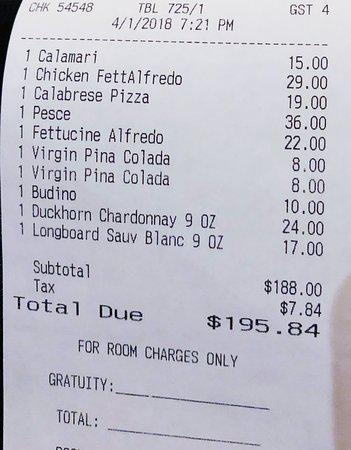 CHK 54548 TBL 725/1 GST 4
4/1/2018 7:21 PM
1 Calamari 15.00
1 Chicken FettAlfredo 29.00
1 Calabrese Pizza 19.00
1 Pesce 36.00
1 Fettucine Alfredo 22.00
1 Virgin Pina Colada 8.00
1 Virgin Pina Colada 8.00
1 Budino 10.00
1 Duckhorn Chardonnay 9 OZ 24.00
1 Longboard Sauv Blanc 9 OZ 17.00
Subtotal $188.00
Tax $7.84
Total Due $195.84
FOR ROOM CHARGES ONLY
GRATUITY:
TOTAL: